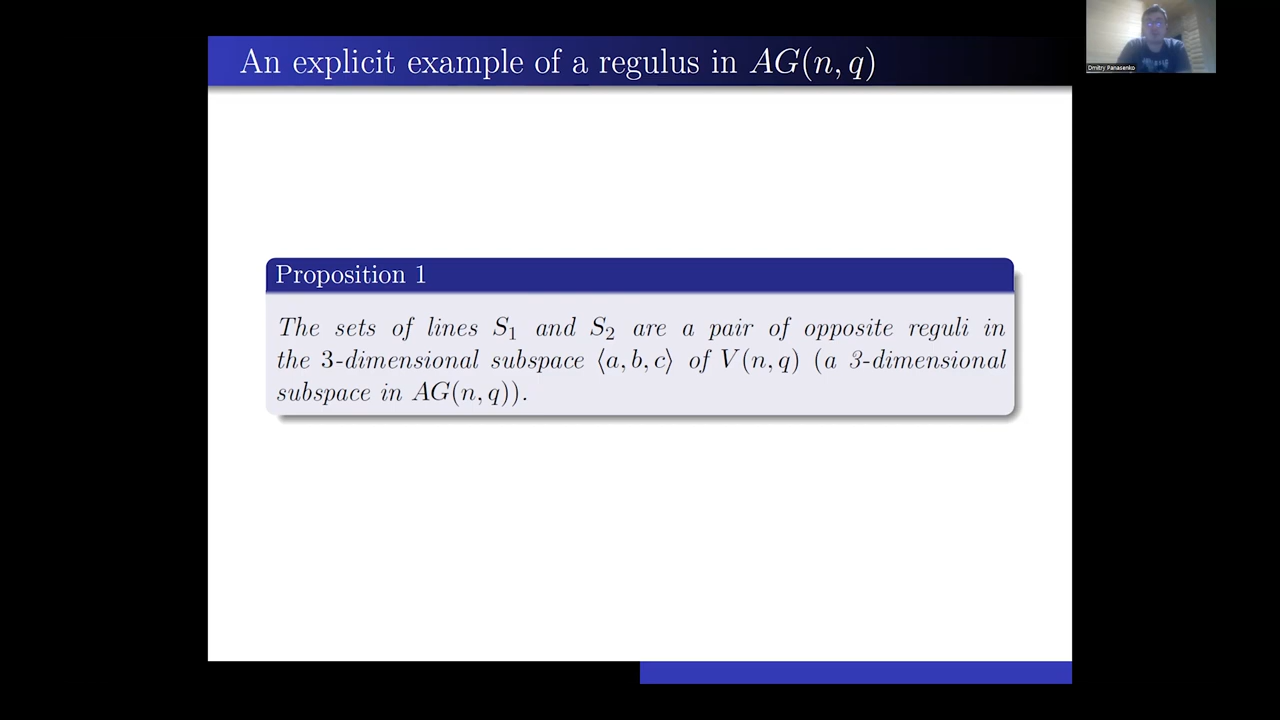 An explicit example of a regulus in AG(n, q)
Dmitry Panasenko
Proposition 1
The sets of lines S₁ and S₂ are a pair of opposite reguli in
the 3-dimensional subspace ⟨a, b, c⟩ of V(n, q) (a 3-dimensional
subspace in AG(n, q)).